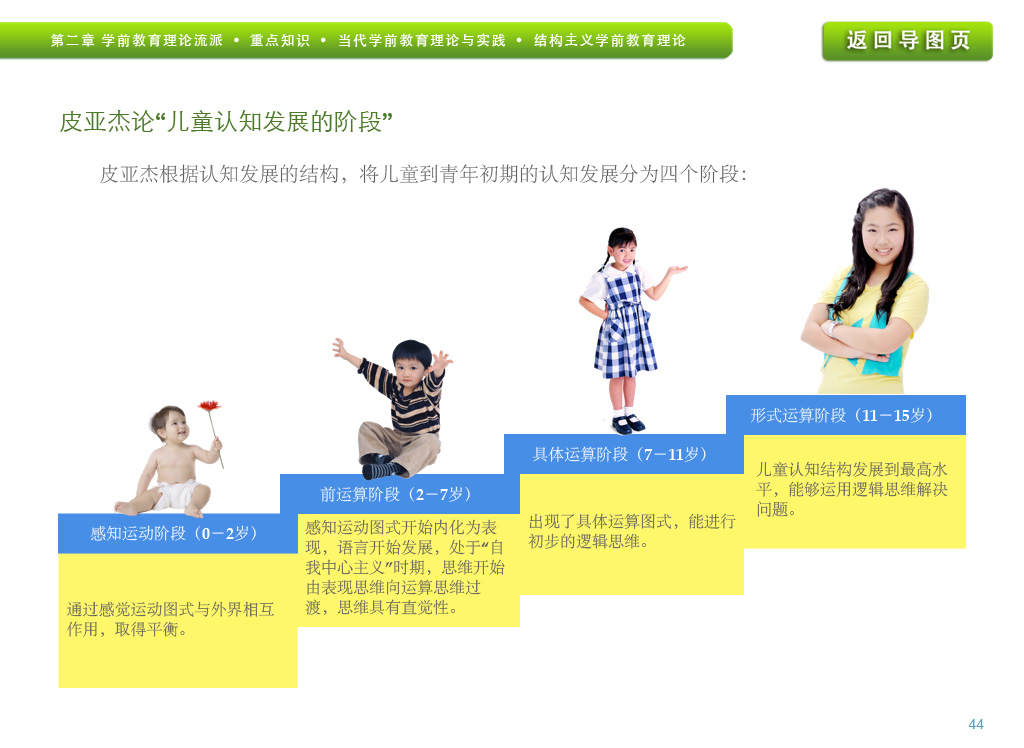 第二章 学前教育理论流派 • 重点知识 • 当代学前教育理论与实践 • 结构主义学前教育理论
返回导图页
皮亚杰论“儿童认知发展的阶段”
皮亚杰根据认知发展的结构，将儿童到青年初期的认知发展分为四个阶段：
感知运动阶段（0－2岁）
通过感觉运动图式与外界相互
作用，取得平衡。
前运算阶段（2－7岁）
感知运动图式开始内化为表
现，语言开始发展，处于“自
我中心主义”时期，思维开始
由表现思维向运算思维过
渡，思维具有直觉性。
具体运算阶段（7－11岁）
出现了具体运算图式，能进行
初步的逻辑思维。
形式运算阶段（11－15岁）
儿童认知结构发展到最高水
平，能够运用逻辑思维解决
问题。
44